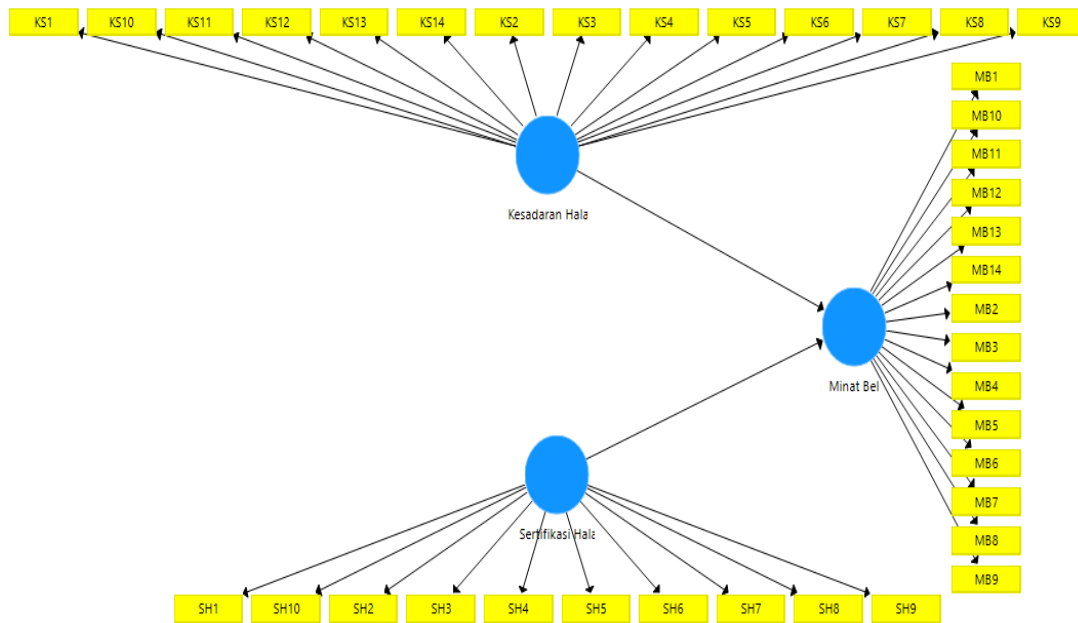 KS1 KS10 KS11 KS12 KS13 KS14 KS2 KS3 KS4 KS5 KS6 KS7 KS8 KS9
MB1
MB10
MB11
MB12
MB13
MB14
MB2
MB3
MB4
MB5
MB6
MB7
MB8
MB9
Kesadaran Hala
Minat Bel
Sertifikasi Hala
SH1 SH10 SH2 SH3 SH4 SH5 SH6 SH7 SH8 SH9